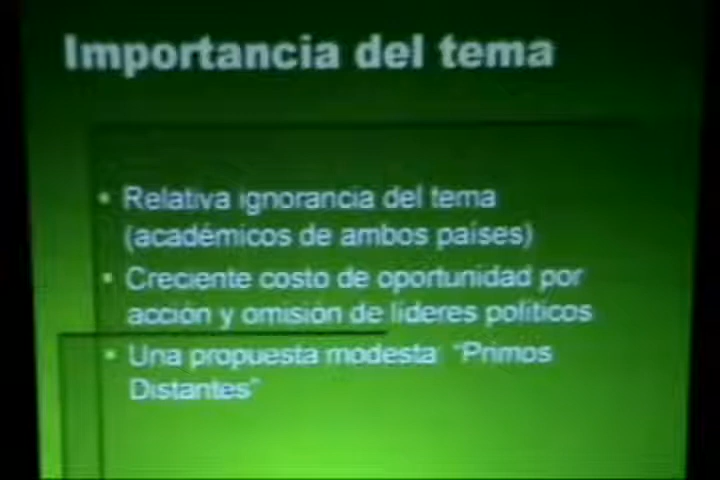 Importancia del tema
• Relativa ignorancia del tema
(académicos de ambos países)
• Creciente costo de oportunidad por
acción y omisión de líderes políticos
• Una propuesta modesta: "Primos
Distantes"